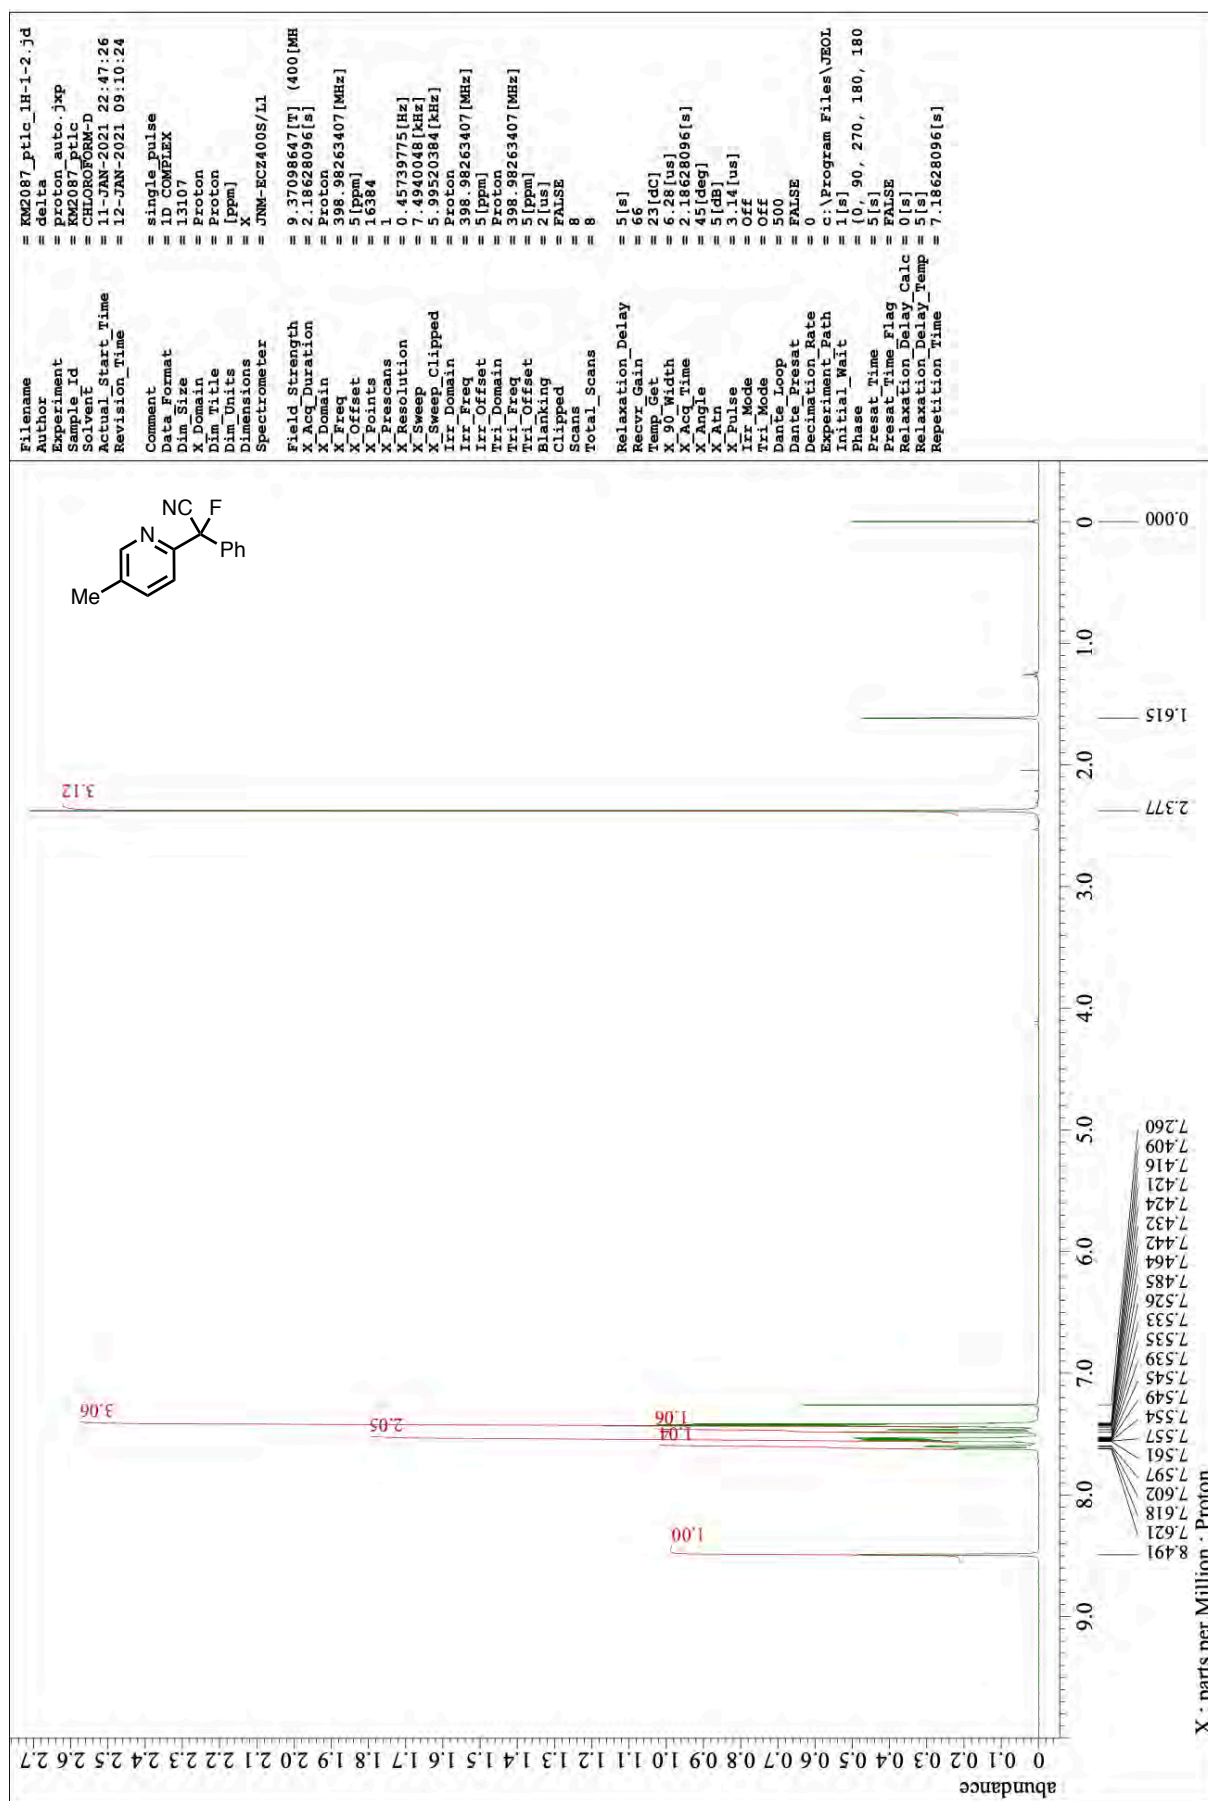 Filename = KM2087_ptlc_1H-1-2.jd
Author = delta
Experiment = proton_auto.jxp
Sample_Id = KM2087_ptlc
Solvent = CHLOROFORM-D
Actual_Start_Time = 11-JAN-2021 22:47:26
Revision_Time = 12-JAN-2021 09:10:24
Comment = single_pulse
Data_Format = 1D COMPLEX
Dim_Size = 13107
X_Domain = Proton
Dim_Title = Proton
Dim_Units = [ppm]
Dimensions = X
Spectrometer = JNM-ECZ400S/L1
Field_Strength = 9.37098647[T] (400[MH
X_Acq_Duration = 2.18628096[s]
X_Domain = Proton
X_Freq = 398.98263407[MHz]
X_Offset = 5[ppm]
X_Points = 16384
X_Prescans = 1
X_Resolution = 0.45739775[Hz]
X_Sweep = 7.4940048[kHz]
X_Sweep_Clipped = 5.99520384[kHz]
Irr_Domain = Proton
Irr_Freq = 398.98263407[MHz]
Irr_Offset = 5[ppm]
Tri_Domain = Proton
Tri_Freq = 398.98263407[MHz]
Tri_Offset = 5[ppm]
Blanking = 2[us]
Clipped = FALSE
Scans = 8
Total_Scans = 8
Relaxation_Delay = 5[s]
Recvr_Gain = 66
Temp_Get = 23[dC]
X_90_Width = 6.28[us]
X_Acq_Time = 2.18628096[s]
X_Angle = 45[deg]
X_Atn = 5[dB]
X_Pulse = 3.14[us]
Irr_Mode = Off
Tri_Mode = Off
Dante_Loop = 500
Dante_Presat = FALSE
Decimation_Rate = 0
Experiment_Path = c:\Program Files\JEOL
Initial_Wait = 1[s]
Phase = {0, 90, 270, 180, 180
Presat_Time = 5[s]
Presat_Time_Flag = FALSE
Relaxation_Delay_Calc = 0[s]
Relaxation_Delay_Temp = 5[s]
Repetition_Time = 7.18628096[s]
NC F
N
Ph
Me
3.12
3.06
2.05
1.06
1.04
1.00
abundance
0 0.1 0.2 0.3 0.4 0.5 0.6 0.7 0.8 0.9 1.0 1.1 1.2 1.3 1.4 1.5 1.6 1.7 1.8 1.9 2.0 2.1 2.2 2.3 2.4 2.5 2.6 2.7
9.0 8.0 7.0 6.0 5.0 4.0 3.0 2.0 1.0 0
8.491
7.621
7.618
7.602
7.597
7.561
7.557
7.554
7.549
7.545
7.539
7.535
7.533
7.526
7.485
7.464
7.442
7.432
7.424
7.421
7.416
7.409
7.260
2.377
1.615
0.000
X : parts per Million : Proton